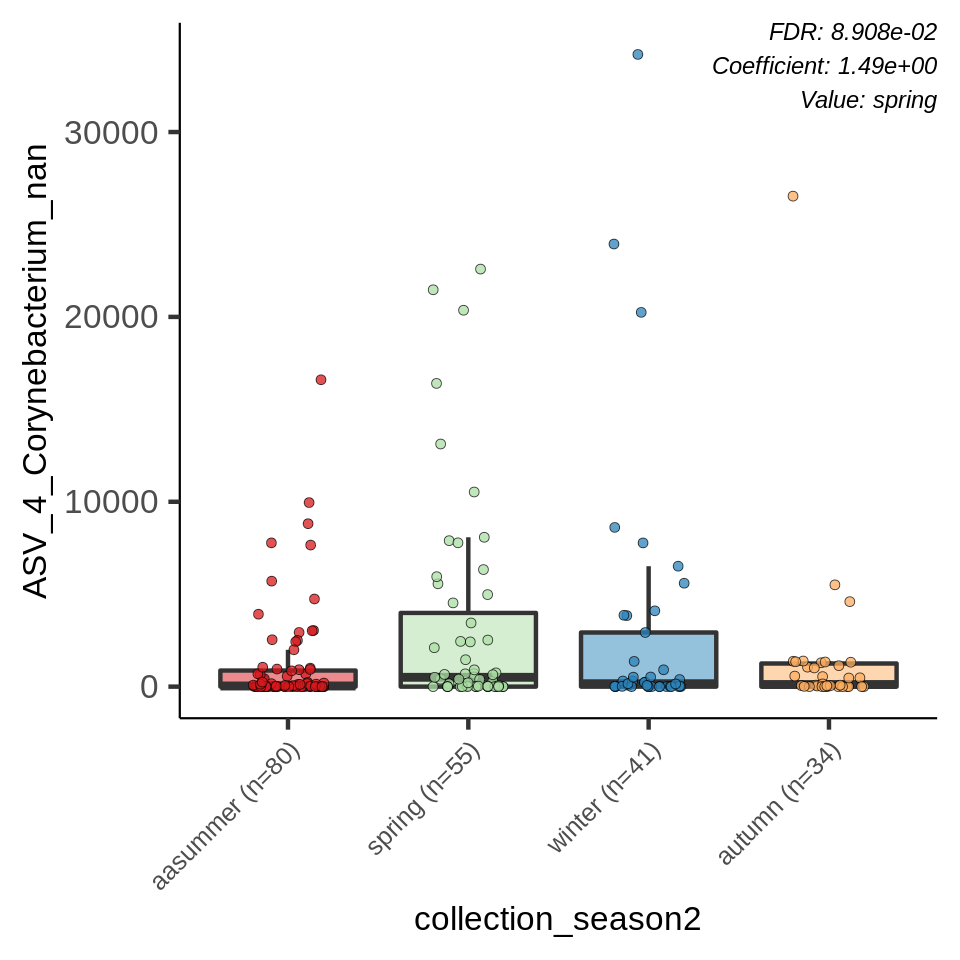 FDR: 8.908e-02
Coefficient: 1.49e+00
Value: spring
ASV_4_Corynebacterium_nan
30000
20000
10000
0
aasummer (n=80)
spring (n=55)
winter (n=41)
autumn (n=34)
collection_season2